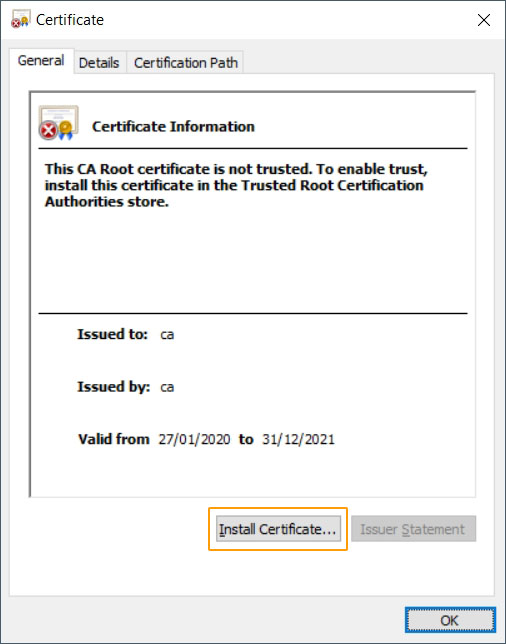 Certificate
General Details Certification Path
Certificate Information
This CA Root certificate is not trusted. To enable trust,
install this certificate in the Trusted Root Certification
Authorities store.
Issued to: ca
Issued by: ca
Valid from 27/01/2020 to 31/12/2021
Install Certificate...
Issuer Statement
OK